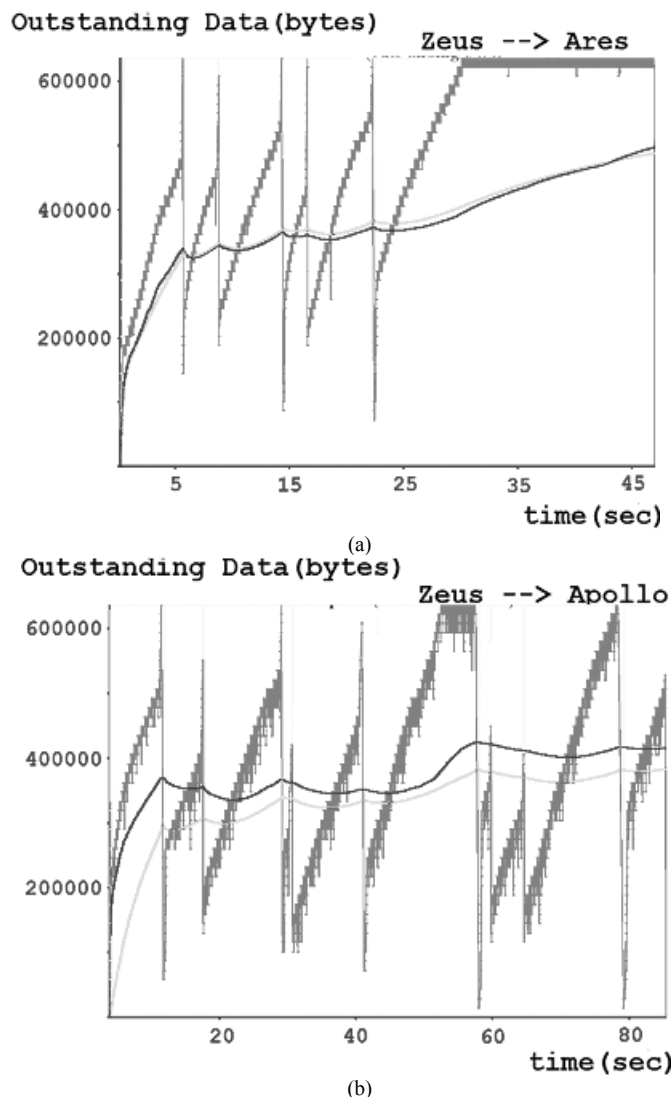 Outstanding Data(bytes)
Zeus --> Ares
600000
400000
200000
5 15 25 35 45
time(sec)
(a)
Outstanding Data(bytes)
Zeus --> Apollo
600000
400000
200000
20 40 60 80
time(sec)
(b)